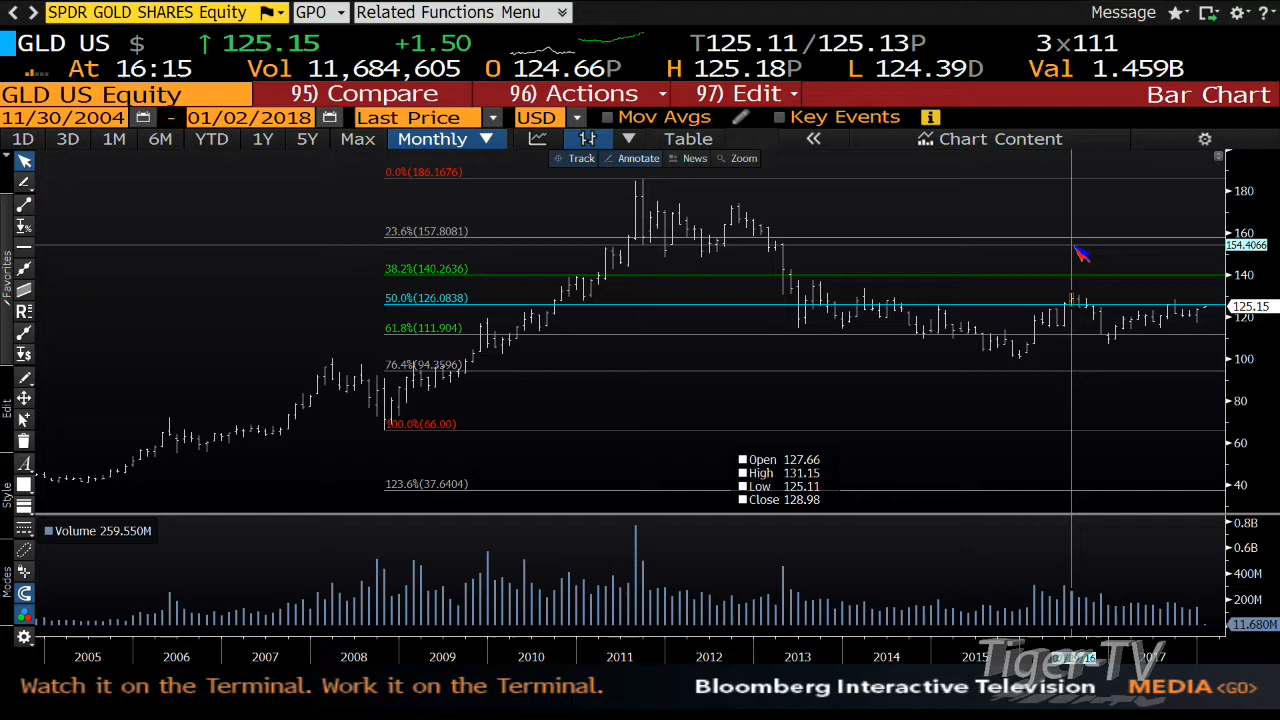 SPDR GOLD SHARES Equity GPO Related Functions Menu Message ?
GLD US $ ↑ 125.15 +1.50 T125.11/125.13P 3x111
At 16:15 Vol 11,684,605 O 124.66P H 125.18P L 124.39D Val 1.459B
GLD US Equity 95) Compare 96) Actions 97) Edit Bar Chart
11/30/2004 - 01/02/2018 Last Price USD Mov Avgs Key Events
1D 3D 1M 6M YTD 1Y 5Y Max Monthly ▼ Table « Chart Content
Track Annotate News Zoom
0.0%(186.1676)
180
23.6%(157.8081)
160
154.4066
38.2%(140.2636)
140
50.0%(126.0838)
125.15
120
61.8%(111.904)
100
76.4%(94.3596)
80
100.0%(66.00)
60
Open 127.66
High 131.15
Low 125.11
Close 128.98
123.6%(37.6404)
40
Favorites
Edit
Style
Modes
Volume 259.550M
0.8B
0.6B
400M
200M
11.680M
2005 2006 2007 2008 2009 2010 2011 2012 2013 2014 2015 2017
Tiger-TV
Watch it on the Terminal. Work it on the Terminal. Bloomberg Interactive Television MEDIA <GO>